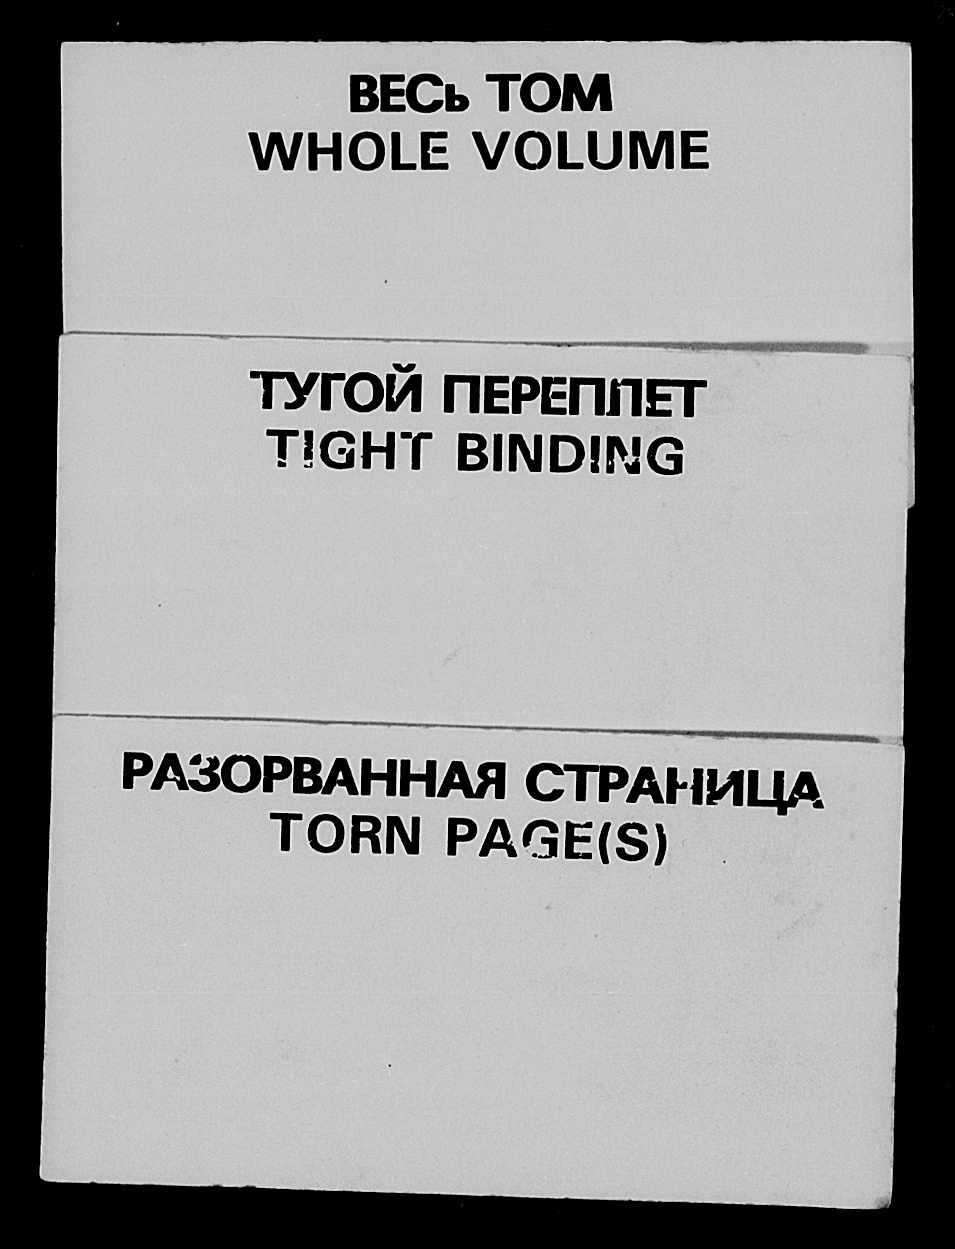 ВЕСЬ ТОМ
WHOLE VOLUME
ТУГОЙ ПЕРЕПЛЕТ
TIGHT BINDING
РАЗОРВАННАЯ СТРАНИЦА
TORN PAGE(S)